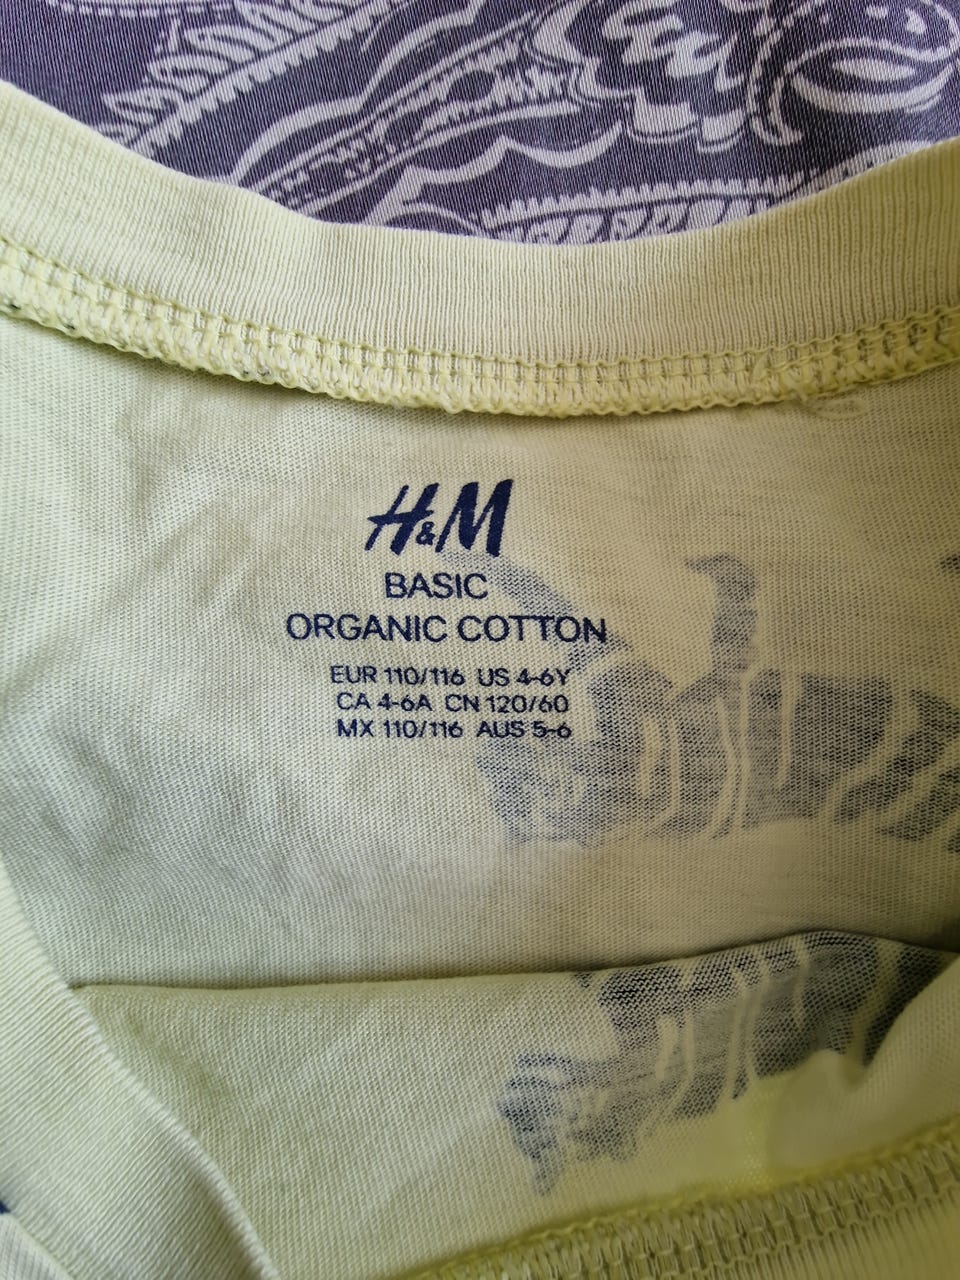 H&M
BASIC
ORGANIC COTTON
EUR 110/116 US 4-6Y
CA 4-6A CN 120/60
MX 110/116 AUS 5-6